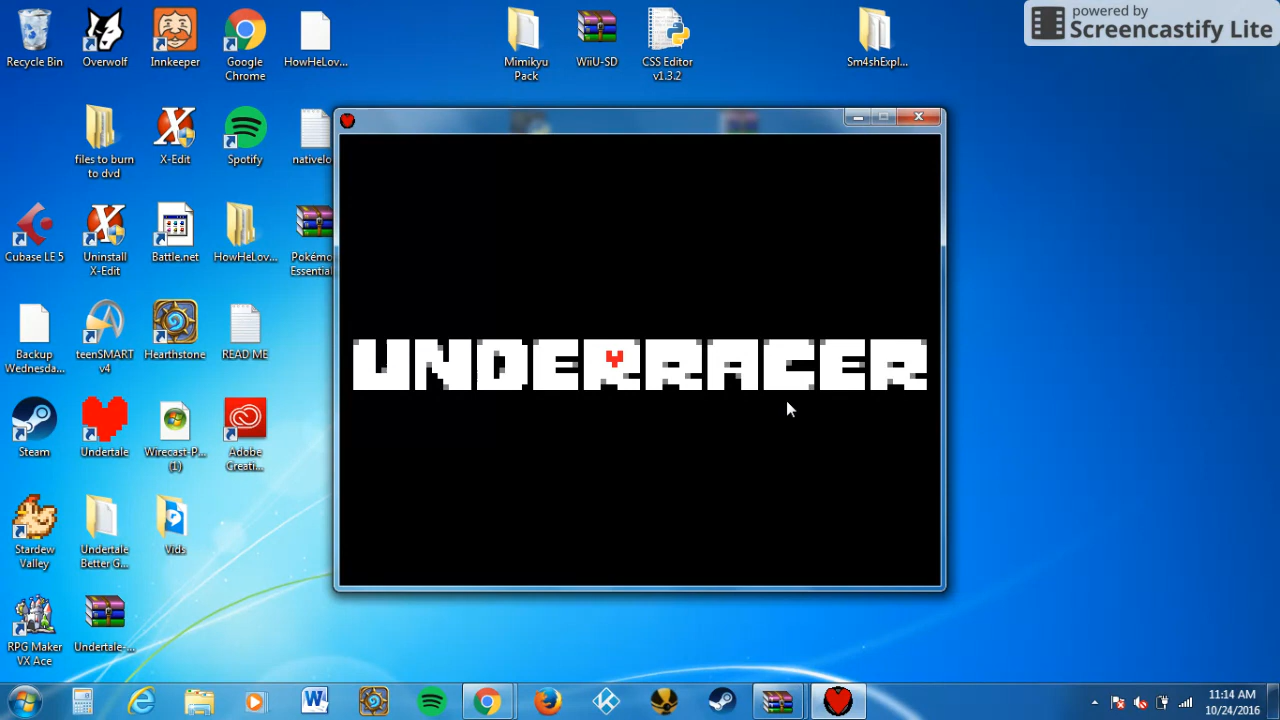 powered by
Screencastify Lite
Recycle Bin
Overwolf
Innkeeper
Google
Chrome
HowHeLov...
Mimikyu
Pack
WiiU-SD
CSS Editor
v1.3.2
Sm4shExpl...
files to burn
to dvd
X-Edit
Spotify
nativelo
Cubase LE 5
Uninstall
X-Edit
Battle.net
HowHeLov...
Pokémo
Essential
UNDERRACER
Backup
Wednesda...
teenSMART
v4
Hearthstone
READ ME
Steam
Undertale
Wirecast-P...
(1)
Adobe
Creati...
Stardew
Valley
Undertale
Better G...
Vids
RPG Maker
VX Ace
Undertale-...
11:14 AM
10/24/2016